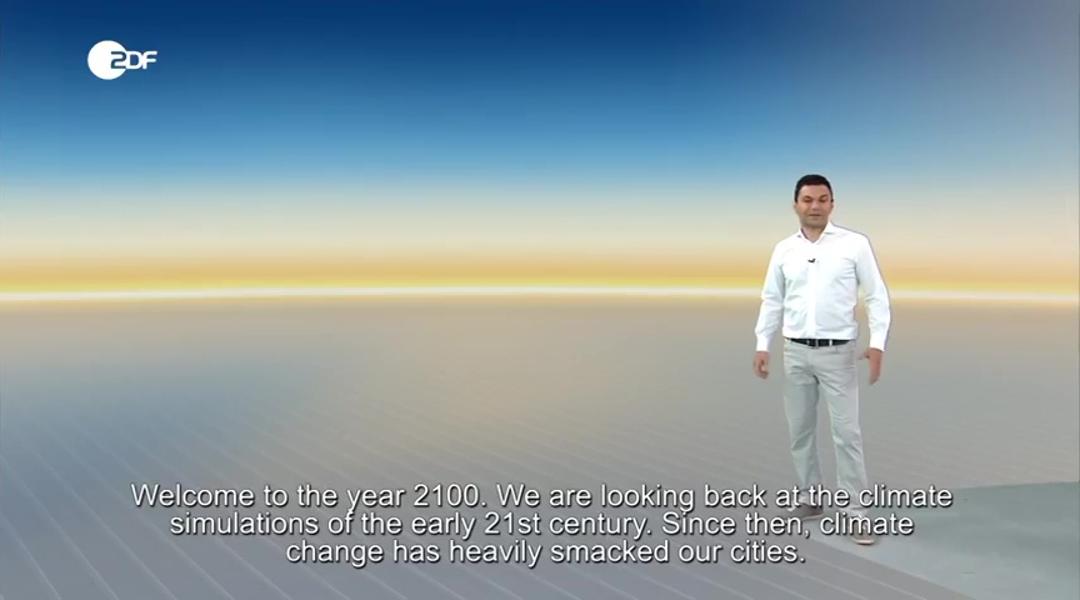 ZDF
Welcome to the year 2100. We are looking back at the climate
simulations of the early 21st century. Since then, climate
change has heavily smacked our cities.